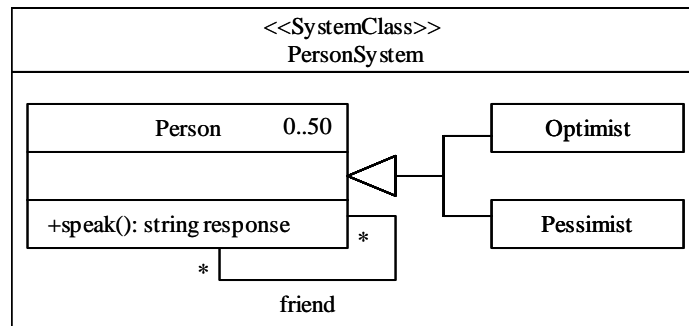 <<SystemClass>>
PersonSystem
Person 0..50
Optimist
+speak(): string response
Pessimist
*
*
friend